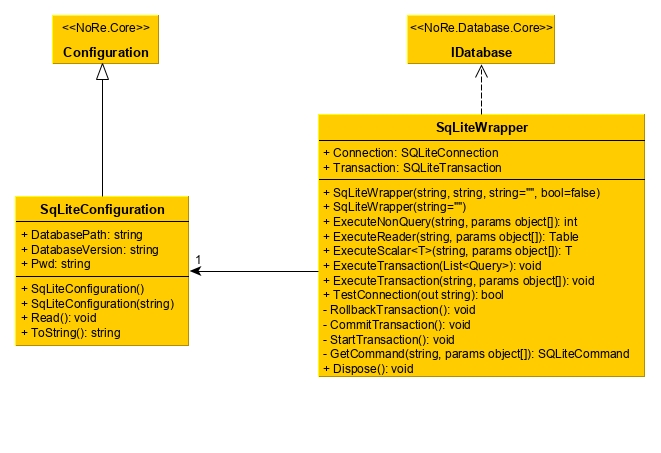 <<NoRe.Core>>
Configuration
<<NoRe.Database.Core>>
IDatabase
SqLiteConfiguration
+ DatabasePath: string
+ DatabaseVersion: string
+ Pwd: string
+ SqLiteConfiguration()
+ SqLiteConfiguration(string)
+ Read(): void
+ ToString(): string
1
SqLiteWrapper
+ Connection: SQLiteConnection
+ Transaction: SQLiteTransaction
+ SqLiteWrapper(string, string, string="", bool=false)
+ SqLiteWrapper(string="")
+ ExecuteNonQuery(string, params object[]): int
+ ExecuteReader(string, params object[]): Table
+ ExecuteScalar<T>(string, params object[]): T
+ ExecuteTransaction(List<Query>): void
+ ExecuteTransaction(string, params object[]): void
+ TestConnection(out string): bool
- RollbackTransaction(): void
- CommitTransaction(): void
- StartTransaction(): void
- GetCommand(string, params object[]): SQLiteCommand
+ Dispose(): void